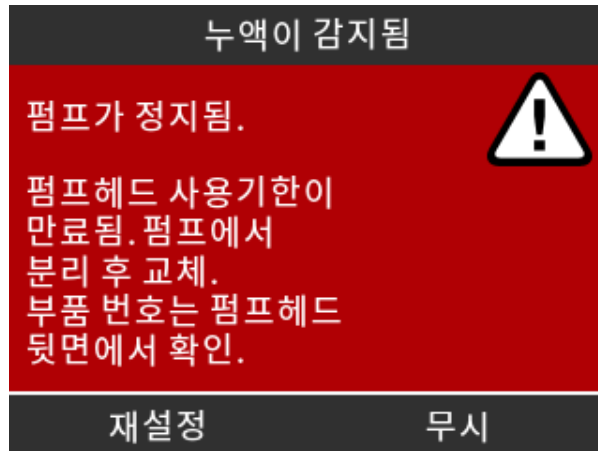 누액이 감지됨
펌프가 정지됨.
펌프헤드 사용기한이
만료됨.펌프에서
분리 후 교체.
부품 번호는 펌프헤드
뒷면에서 확인.
재설정 무시